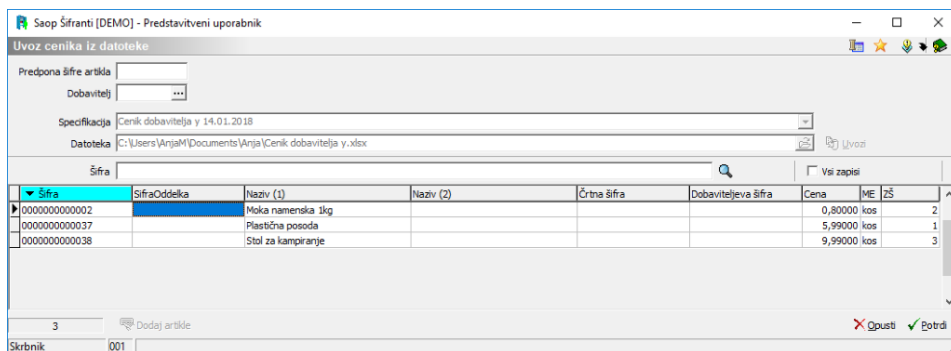 Saop Šifranti [DEMO] - Predstavitveni uporabnik
Uvoz cenika iz datoteke
Predpona šifre artikla
Dobavitelj ...
Specifikacija Cenik dobavitelja y 14.01.2018
Datoteka C:\Users\AnjaM\Documents\Anja\Cenik dobavitelja y.xlsx Uvozi
Šifra Vsi zapisi
Šifra SifraOddelka Naziv (1) Naziv (2) Črtna šifra Dobaviteljeva šifra Cena ME ZŠ
0000000000002 Moka namenska 1kg 0,80000 kos 2
0000000000037 Plastična posoda 5,99000 kos 1
0000000000038 Stol za kampiranje 9,99000 kos 3
3 Dodaj artikle Opusti Potrdi
Skrbnik 001